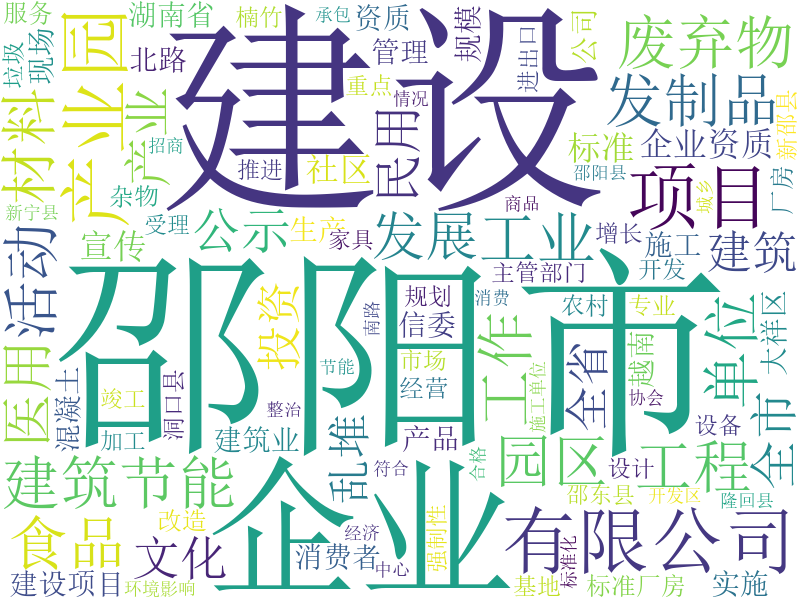 服务
垃圾
现场
园
湖南省
北路
楠竹
承包
资质
管理
规模
进出口
公司
废弃物
建设
材料
产业
产业
招商
杂物
新宁县
受理
推进
重点
情况
社区
民用
发制品
标准
企业资质
新邵县
厂房
邵阳县
项目
城乡
商品
活动
宣传
公示
生产
家具
发展
工业
增长
施工
建筑
主管部门
开发
邵阳市
医用
混凝土
竣工
加工
洞口县
建筑业
投资
整治
节能
南路
规划
信委
消费
市场
经营
工作
全省
农村
越南
专业
协会
施工单位
单位
大祥区
全市
设备
建筑节能
乱堆
产品
符合
合格
园区
设计
工程
邵东县
开发区
隆回县
食品
改造
文化
企业
消费者
经济
中心
强制性
有限公司
标准化
建设项目
环境影响
基地
标准厂房
实施